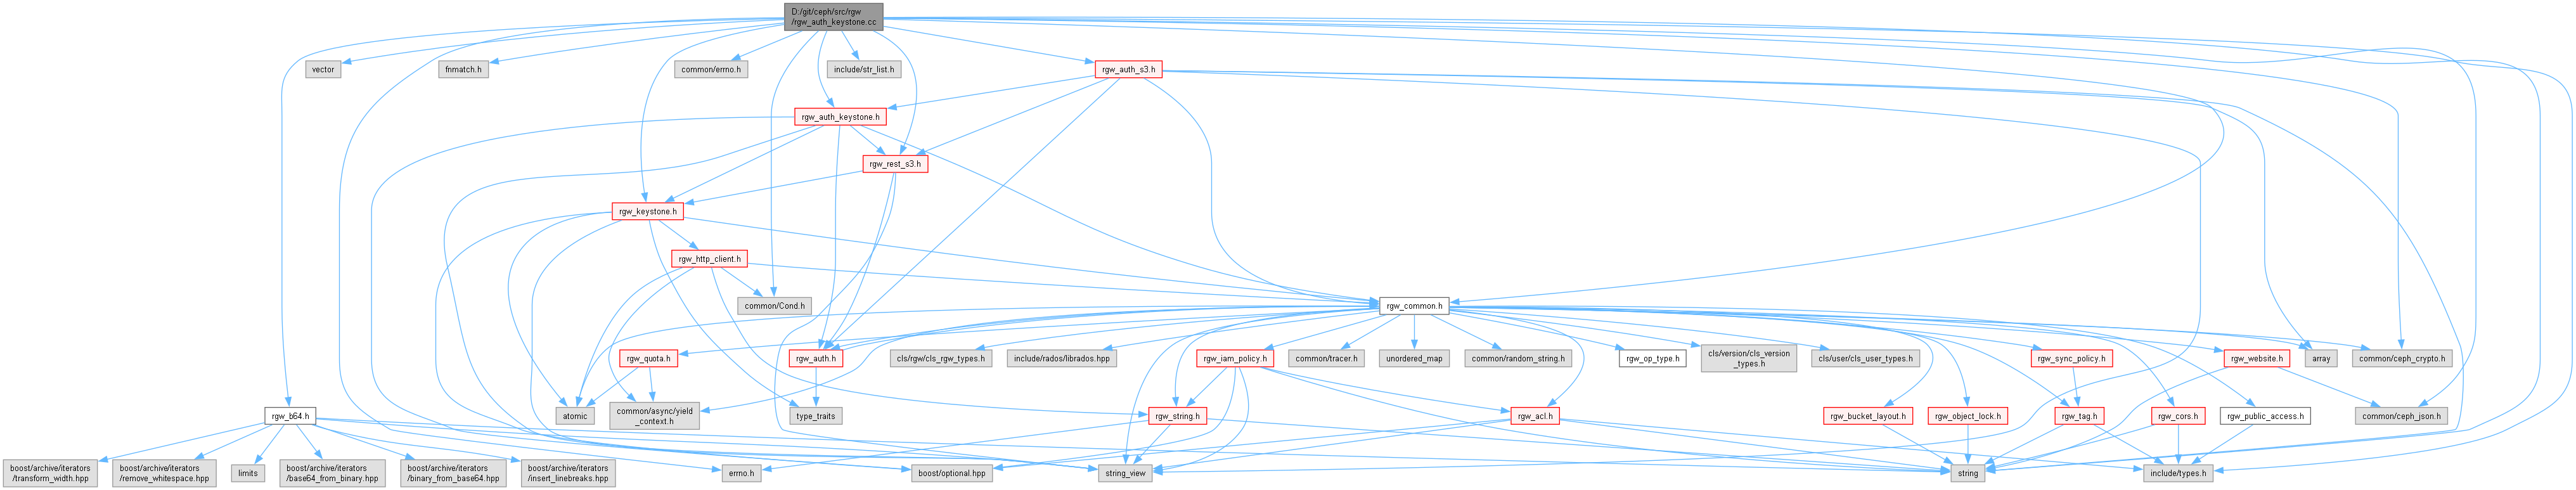 D:/git/ceph/src/rgw
/rgw_auth_keystone.cc
vector
fnmatch.h
common/errno.h
include/str_list.h
rgw_auth_s3.h
rgw_auth_keystone.h
rgw_rest_s3.h
rgw_keystone.h
rgw_http_client.h
common/Cond.h
rgw_common.h
rgw_quota.h
rgw_auth.h
cls/rgw/cls_rgw_types.h
include/rados/librados.hpp
rgw_iam_policy.h
common/tracer.h
unordered_map
common/random_string.h
rgw_op_type.h
cls/version/cls_version
_types.h
cls/user/cls_user_types.h
rgw_sync_policy.h
rgw_website.h
array
common/ceph_crypto.h
rgw_b64.h
atomic
common/async/yield
_context.h
type_traits
rgw_string.h
rgw_acl.h
rgw_bucket_layout.h
rgw_object_lock.h
rgw_tag.h
rgw_cors.h
rgw_public_access.h
common/ceph_json.h
boost/archive/iterators
/transform_width.hpp
boost/archive/iterators
/remove_whitespace.hpp
limits
boost/archive/iterators
/base64_from_binary.hpp
boost/archive/iterators
/binary_from_base64.hpp
boost/archive/iterators
/insert_linebreaks.hpp
errno.h
boost/optional.hpp
string_view
string
include/types.h